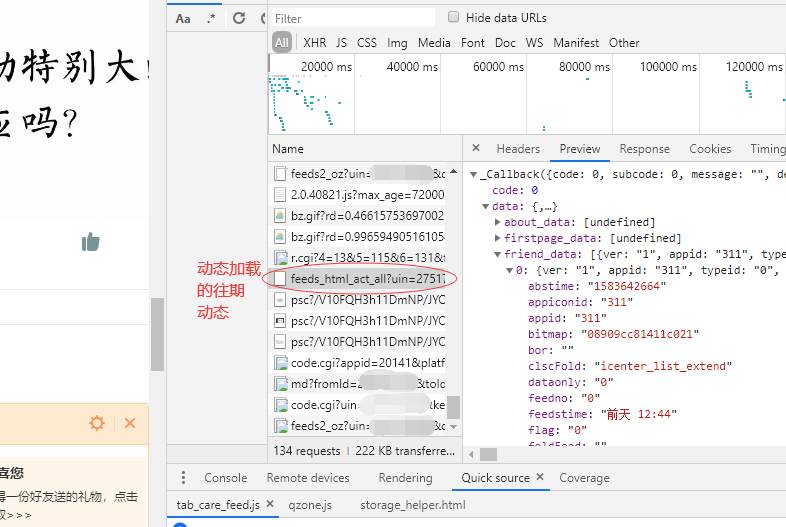 力特别大
应吗?
喜您
得一份好友送的礼物，点击
取>>>
Aa .*
Filter
Hide data URLs
All XHR JS CSS Img Media Font Doc WS Manifest Other
20000 ms 40000 ms 60000 ms 80000 ms 100000 ms 120000 ms
Name
feeds2_oz?uin=
2.0.40821.js?max_age=72000
bz.gif?rd=0.46615753697002
bz.gif?rd=0.99659490516105
r.cgi?4=13&5=115&6=131&
动态加载
的往期
动态
feeds_html_act_all?uin=27517
psc?/V10FQH3h11DmNP/JYC
psc?/V10FQH3h11DmNP/JYC
psc?/V10FQH3h11DmNP/JYC
code.cgi?appid=20141&platf
md?fromId=2 &told
code.cgi?uin= &ke
feeds2_oz?uin=
134 requests 222 KB transferre...
× Headers Preview Response Cookies Timing
_Callback({code: 0, subcode: 0, message: "", de
code: 0
data: {,…}
about_data: [undefined]
firstpage_data: [undefined]
friend_data: [{ver: "1", appid: "311", type
0: {ver: "1", appid: "311", typeid: "0",
abstime: "1583642664"
appiconid: "311"
appid: "311"
bitmap: "08909cc81411c021"
bor: ""
clscFold: "icenter_list_extend"
dataonly: "0"
feedno: "0"
feedstime: "前天 12:44"
flag: "0"
foldFeed: ""
Console Remote devices Rendering Quick source × Coverage
tab_care_feed.js × qzone.js storage_helper.html